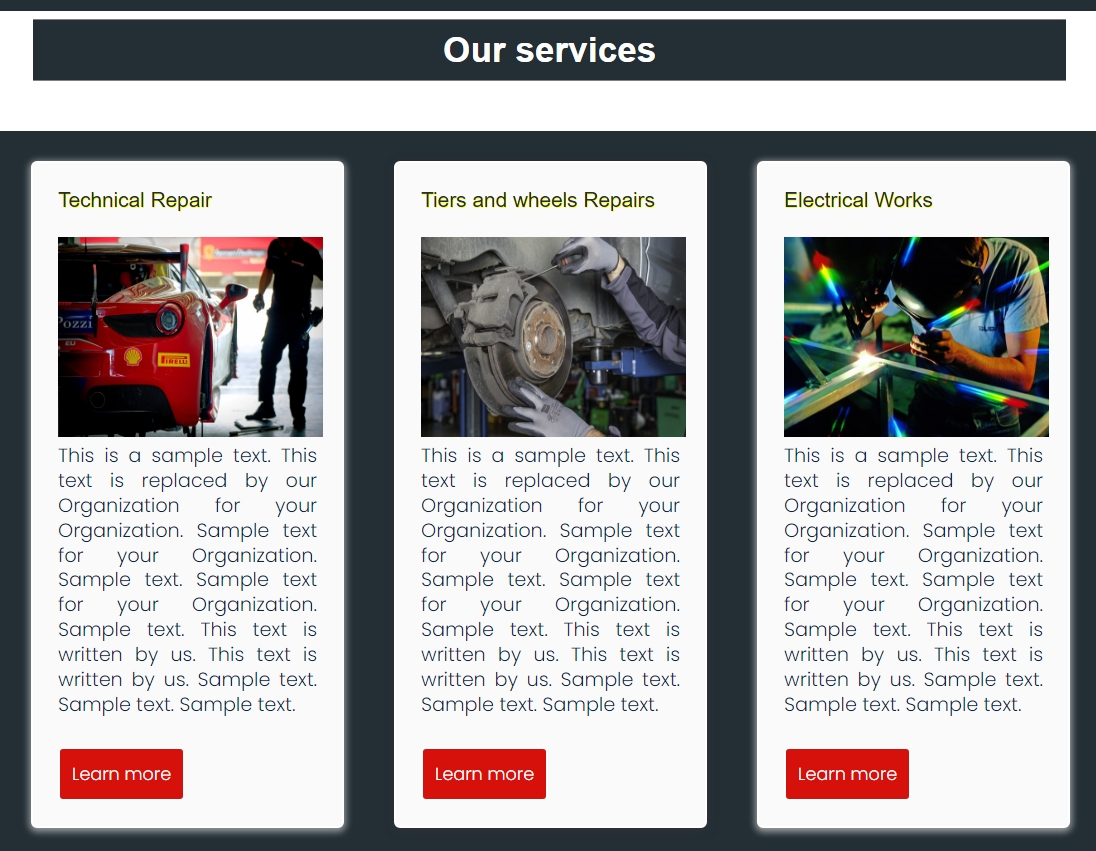 Our services
Technical Repair
POZZI
EU
PIRELLI
This is a sample text. This
text is replaced by our
Organization for your
Organization. Sample text
for your Organization.
Sample text. Sample text
for your Organization.
Sample text. This text is
written by us. This text is
written by us. Sample text.
Sample text. Sample text.
Learn more
Tiers and wheels Repairs
This is a sample text. This
text is replaced by our
Organization for your
Organization. Sample text
for your Organization.
Sample text. Sample text
for your Organization.
Sample text. This text is
written by us. This text is
written by us. Sample text.
Sample text. Sample text.
Learn more
Electrical Works
This is a sample text. This
text is replaced by our
Organization for your
Organization. Sample text
for your Organization.
Sample text. Sample text
for your Organization.
Sample text. This text is
written by us. This text is
written by us. Sample text.
Sample text. Sample text.
Learn more